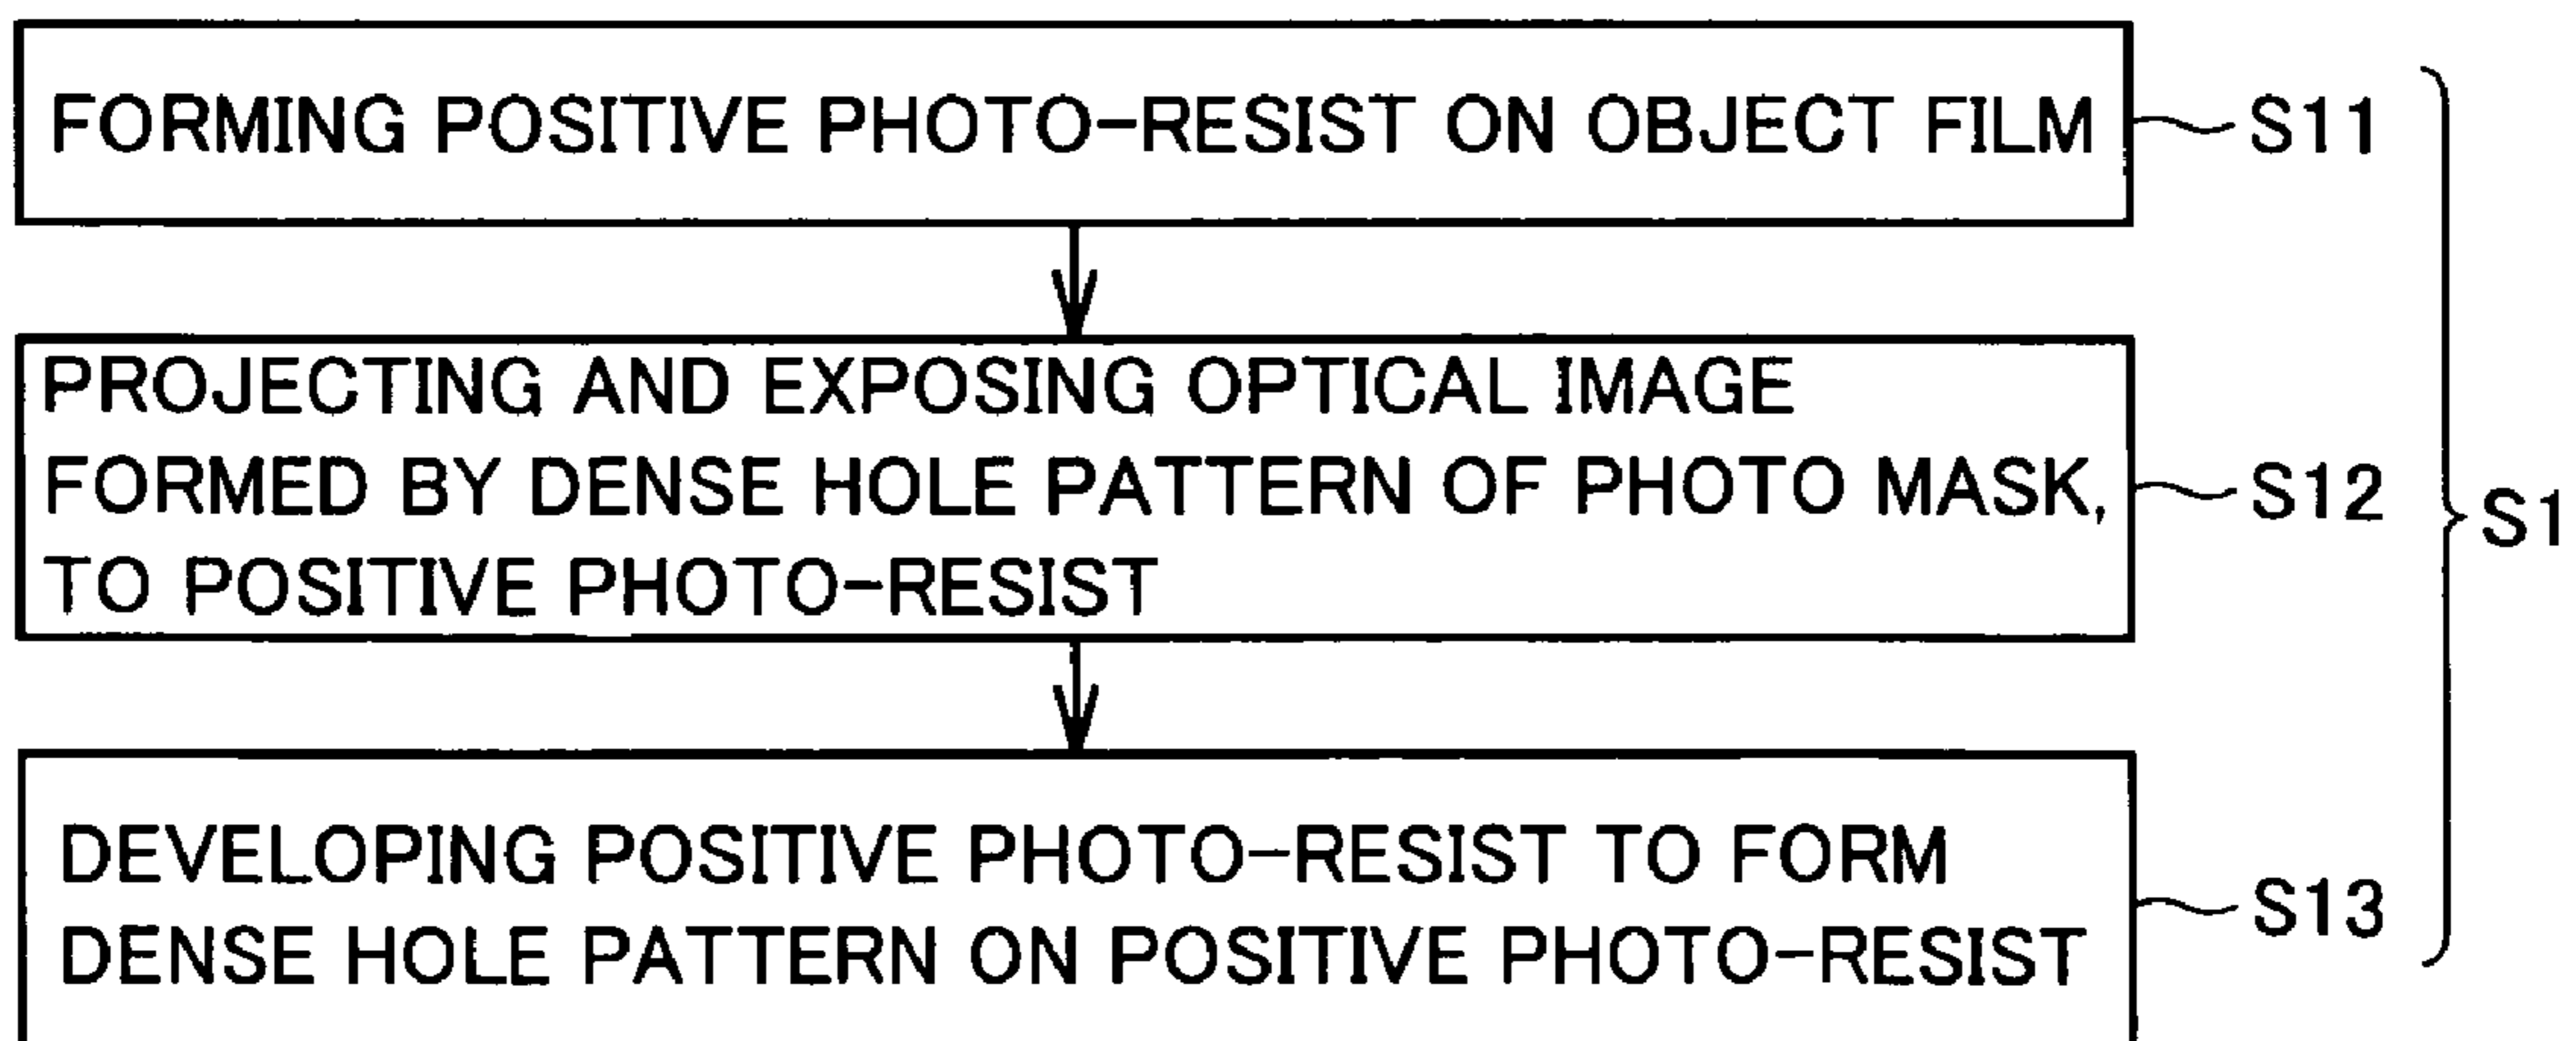 FORMING POSITIVE PHOTO-RESIST ON OBJECT FILM
S11
PROJECTING AND EXPOSING OPTICAL IMAGE
FORMED BY DENSE HOLE PATTERN OF PHOTO MASK,
TO POSITIVE PHOTO-RESIST
S12
S1
DEVELOPING POSITIVE PHOTO-RESIST TO FORM
DENSE HOLE PATTERN ON POSITIVE PHOTO-RESIST
S13